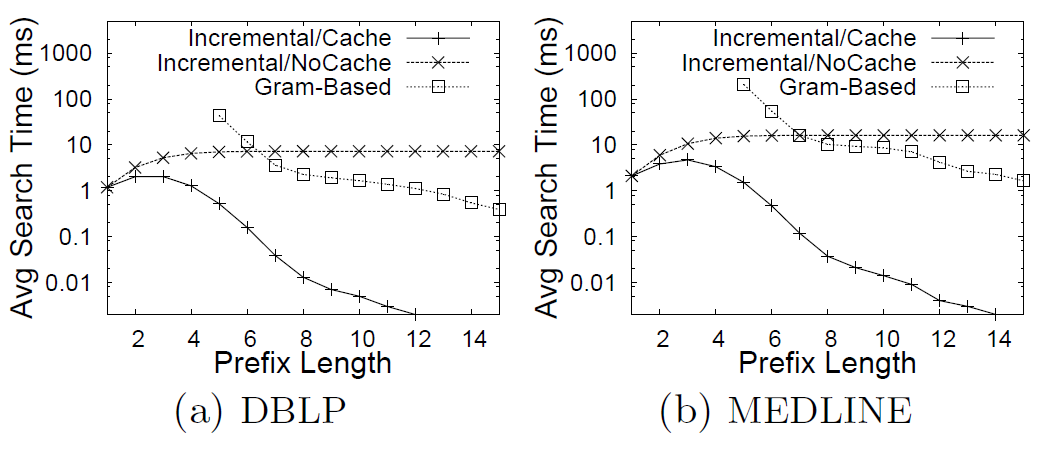 Avg Search Time (ms)
1000
100
10
1
0.1
0.01
Incremental/Cache
Incremental/NoCache
Gram-Based
2 4 6 8 10 12 14
Prefix Length
(a) DBLP
Avg Search Time (ms)
1000
100
10
1
0.1
0.01
Incremental/Cache
Incremental/NoCache
Gram-Based
2 4 6 8 10 12 14
Prefix Length
(b) MEDLINE